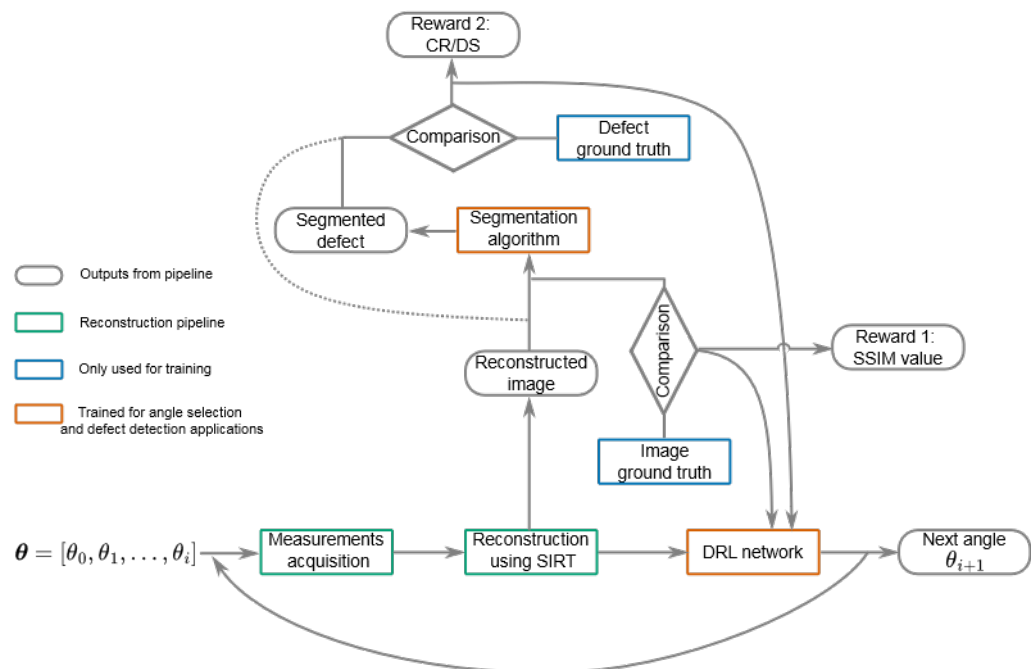 Reward 2:
CR/DS
Comparison
Defect
ground truth
Segmented
defect
Segmentation
algorithm
Outputs from pipeline
Reconstruction pipeline
Only used for training
Trained for angle selection
and defect detection applications
Comparison
Reward 1:
SSIM value
Reconstructed
image
Image
ground truth
θ = [θ₀, θ₁, . . . , θᵢ]
Measurements
acquisition
Reconstruction
using SIRT
DRL network
Next angle
θᵢ₊₁